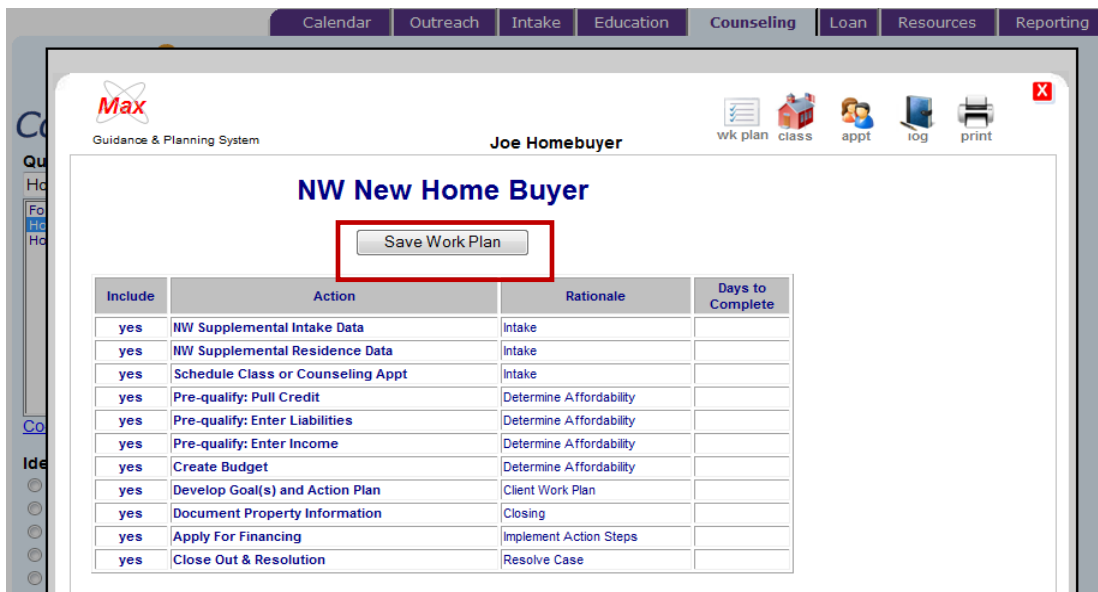 Calendar Outreach Intake Education Counseling Loan Resources Reporting
Max
Guidance & Planning System
Joe Homebuyer
wk plan class appt log print
X
NW New Home Buyer
Save Work Plan
Include Action Rationale Days to Complete
yes NW Supplemental Intake Data Intake
yes NW Supplemental Residence Data Intake
yes Schedule Class or Counseling Appt Intake
yes Pre-qualify: Pull Credit Determine Affordability
yes Pre-qualify: Enter Liabilities Determine Affordability
yes Pre-qualify: Enter Income Determine Affordability
yes Create Budget Determine Affordability
yes Develop Goal(s) and Action Plan Client Work Plan
yes Document Property Information Closing
yes Apply For Financing Implement Action Steps
yes Close Out & Resolution Resolve Case